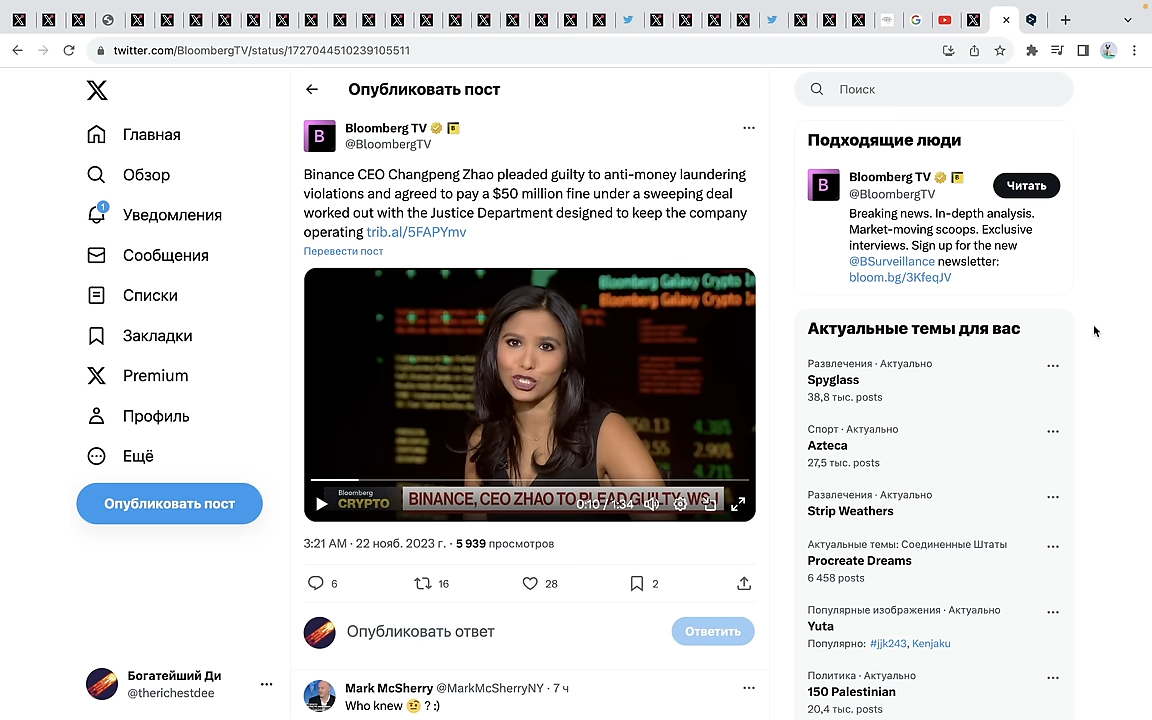 twitter.com/BloombergTV/status/1727044510239105511
Опубликовать пост
Поиск
Главная
Обзор
1
Уведомления
Сообщения
Списки
Закладки
Premium
Профиль
Ещё
Опубликовать пост
Богатейший Ди
@therichestdee
B
Bloomberg TV
@BloombergTV
Binance CEO Changpeng Zhao pleaded guilty to anti-money laundering
violations and agreed to pay a $50 million fine under a sweeping deal
worked out with the Justice Department designed to keep the company
operating trib.al/5FAPYmv
Перевести пост
Bloomberg Galaxy Crypto In
Bloomberg Galaxy Crypto I
Bloomberg
CRYPTO
BINANCE, CEO ZHAO TO PLEA GUILTY: WSJ
0:10 / 1:34
3:21 AM · 22 нояб. 2023 г. · 5 939 просмотров
6
16
28
2
Опубликовать ответ
Ответить
Mark McSherry @MarkMcSherryNY · 7 ч
Who knew 🤨 ? :)
Подходящие люди
B
Bloomberg TV
@BloombergTV
Читать
Breaking news. In-depth analysis.
Market-moving scoops. Exclusive
interviews. Sign up for the new
@BSurveillance newsletter:
bloom.bg/3KfeqJV
Актуальные темы для вас
Развлечения · Актуально
Spyglass
38,8 тыс. posts
Спорт · Актуально
Azteca
27,5 тыс. posts
Развлечения · Актуально
Strip Weathers
Актуальные темы: Соединенные Штаты
Procreate Dreams
6 458 posts
Популярные изображения · Актуально
Yuta
Популярно: #jjk243, Kenjaku
Политика · Актуально
150 Palestinian
20,4 тыс. posts